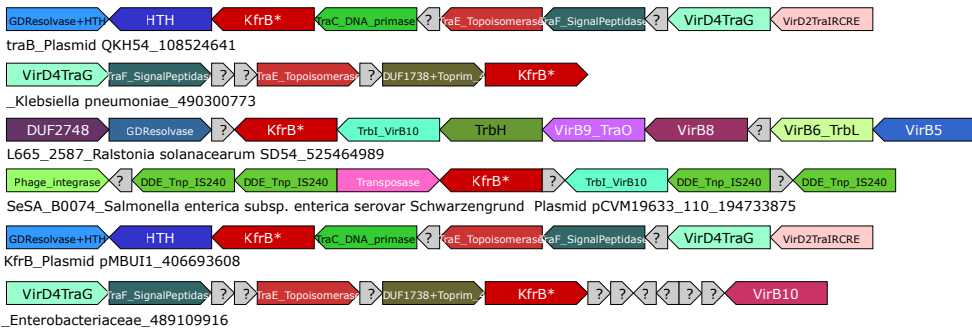 GDResolvase+HTH HTH KfrB* TraC_DNA_primase ? TraE_Topoisomerase TraF_SignalPeptidase ? VirD4TraG VirD2TraIRCRE
traB_Plasmid QKH54_108524641
VirD4TraG TraF_SignalPeptidase ? ? TraE_Topoisomerase ? DUF1738+Toprim_4 KfrB*
_Klebsiella pneumoniae_490300773
DUF2748 GDResolvase ? KfrB* TrbI_VirB10 TrbH VirB9_TraO VirB8 ? VirB6_TrbL VirB5
L665_2587_Ralstonia solanacearum SD54_525464989
Phage_integrase ? DDE_Tnp_IS240 DDE_Tnp_IS240 Transposase KfrB* ? TrbI_VirB10 DDE_Tnp_IS240 ? DDE_Tnp_IS240
SeSA_B0074_Salmonella enterica subsp. enterica serovar Schwarzengrund Plasmid pCVM19633_110_194733875
GDResolvase+HTH HTH KfrB* TraC_DNA_primase ? TraE_Topoisomerase TraF_SignalPeptidase ? VirD4TraG VirD2TraIRCRE
KfrB_Plasmid pMBUI1_406693608
VirD4TraG TraF_SignalPeptidase ? ? TraE_Topoisomerase ? DUF1738+Toprim_4 KfrB* ? ? ? ? ? ? VirB10
_Enterobacteriaceae_489109916